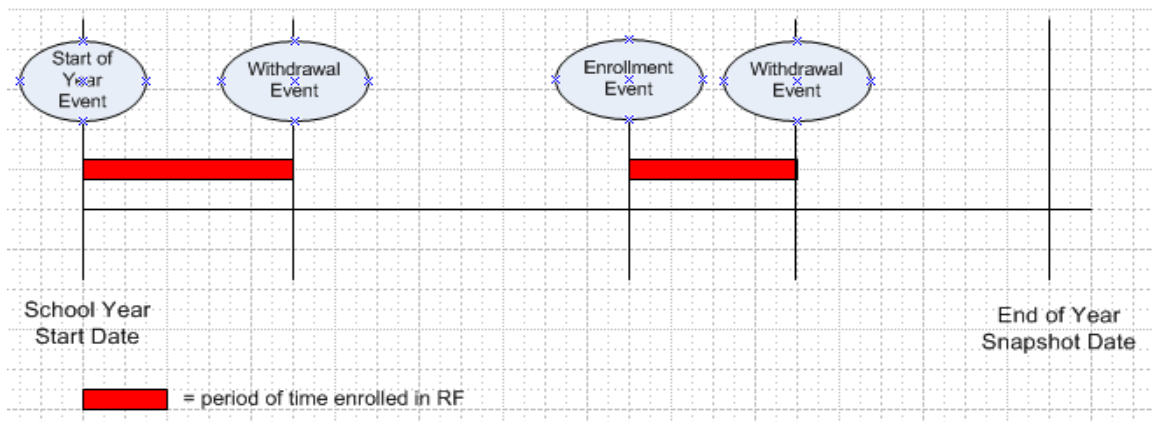 Start of
Year
Event
Withdrawal
Event
Enrollment
Event
Withdrawal
Event
School Year
Start Date
End of Year
Snapshot Date
= period of time enrolled in RF